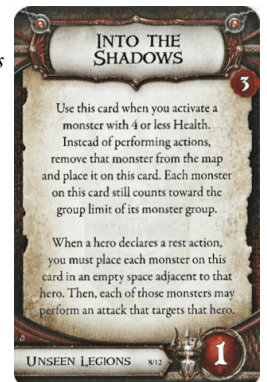 INTO THE
SHADOWS
s
3
Use this card when you activate a
monster with 4 or less Health.
Instead of performing actions,
remove that monster from the map
and place it on this card. Each monster
on this card still counts toward the
group limit of its monster group.
When a hero declares a rest action,
you must place each monster on this
card in an empty space adjacent to that
hero. Then, each of those monsters may
perform an attack that targets that hero.
UNSEEN LEGIONS 8/12
1